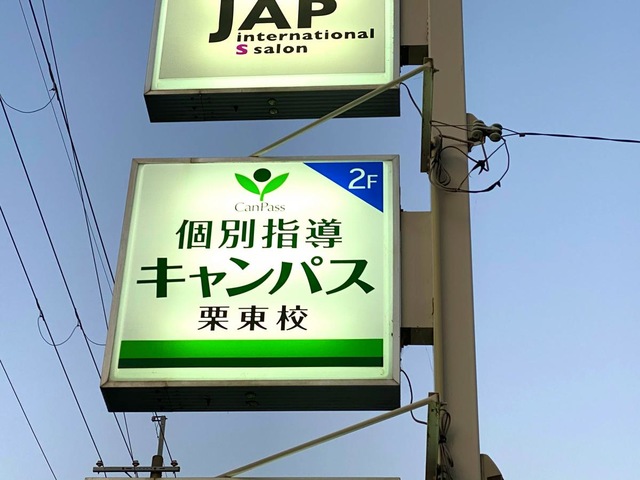 JAP
international
S salon
2F
CanPass
個別指導
キャンパス
栗東校